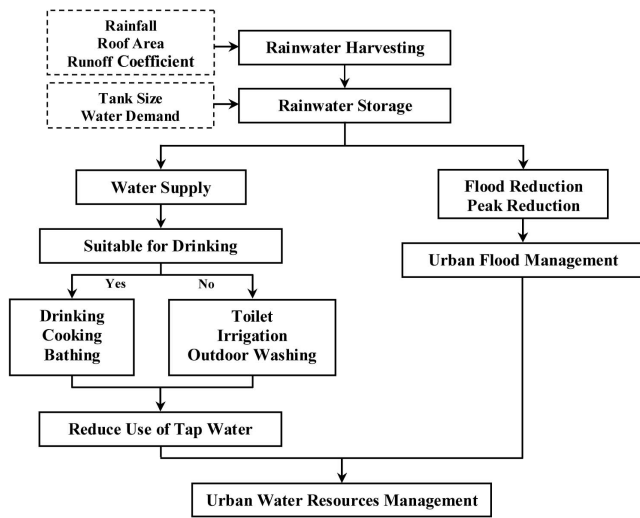 Rainfall
Roof Area
Runoff Coefficient
Rainwater Harvesting
Tank Size
Water Demand
Rainwater Storage
Water Supply
Flood Reduction
Peak Reduction
Suitable for Drinking
Urban Flood Management
Yes
No
Drinking
Cooking
Bathing
Toilet
Irrigation
Outdoor Washing
Reduce Use of Tap Water
Urban Water Resources Management